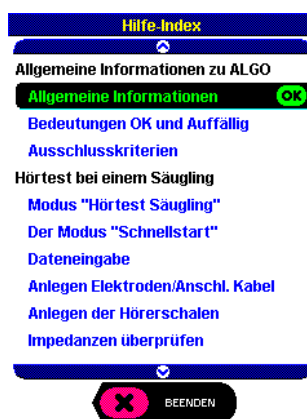 Hilfe-Index
Allgemeine Informationen zu ALGO
Allgemeine Informationen OK
Bedeutungen OK und Auffällig
Ausschlusskriterien
Hörtest bei einem Säugling
Modus "Hörtest Säugling"
Der Modus "Schnellstart"
Dateneingabe
Anlegen Elektroden/Anschl. Kabel
Anlegen der Hörerschalen
Impedanzen überprüfen
BEENDEN